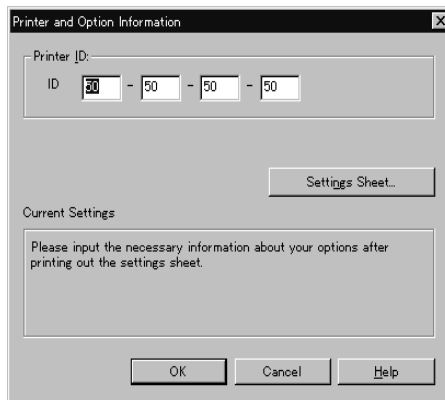 Printer and Option Information
Printer ID:
ID 50 - 50 - 50 - 50
Settings Sheet...
Current Settings
Please input the necessary information about your options after
printing out the settings sheet.
OK Cancel Help